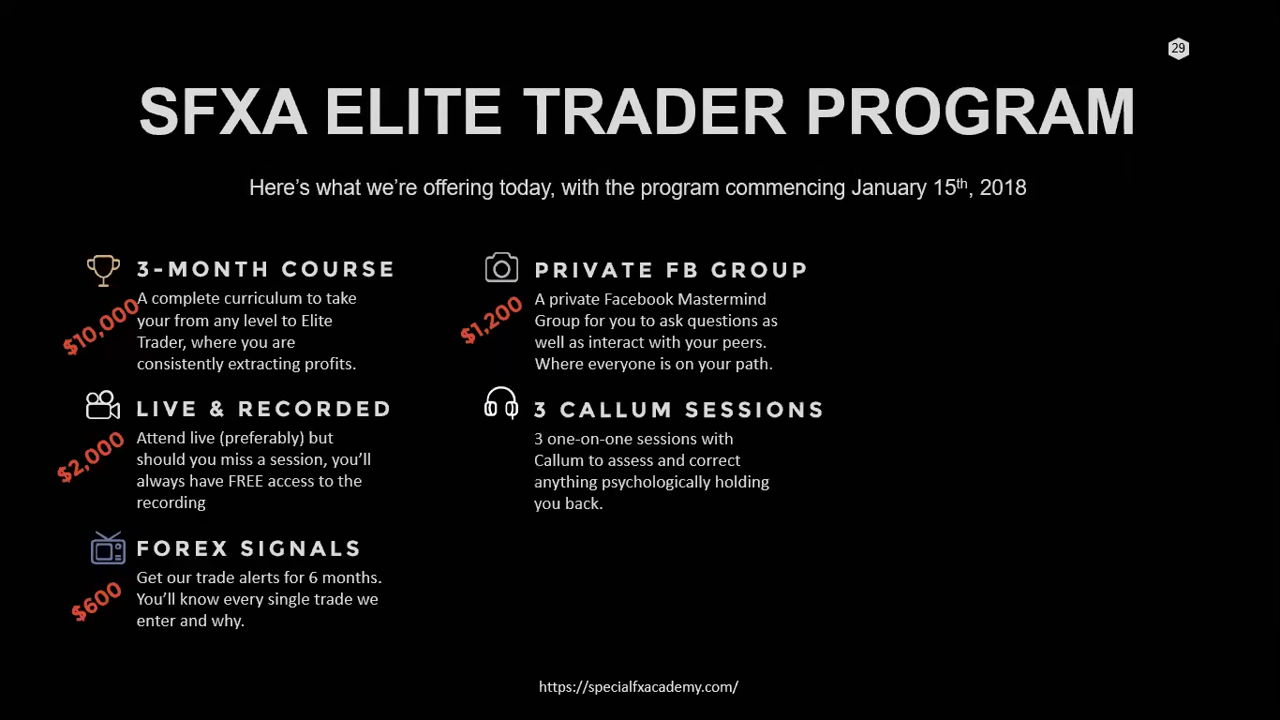 29
SFXA ELITE TRADER PROGRAM
Here's what we're offering today, with the program commencing January 15th, 2018
3-MONTH COURSE
$10,000
A complete curriculum to take
your from any level to Elite
Trader, where you are
consistently extracting profits.
LIVE & RECORDED
$2,000
Attend live (preferably) but
should you miss a session, you'll
always have FREE access to the
recording
FOREX SIGNALS
$600
Get our trade alerts for 6 months.
You'll know every single trade we
enter and why.
PRIVATE FB GROUP
$1,200
A private Facebook Mastermind
Group for you to ask questions as
well as interact with your peers.
Where everyone is on your path.
3 CALLUM SESSIONS
3 one-on-one sessions with
Callum to assess and correct
anything psychologically holding
you back.
https://specialfxacademy.com/